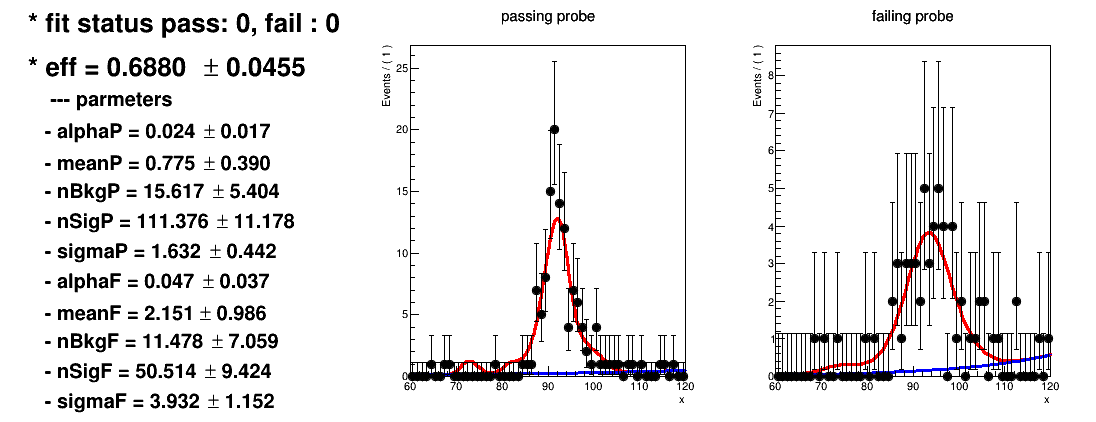 * fit status pass: 0, fail : 0
* eff = 0.6880 ± 0.0455
--- parmeters
- alphaP = 0.024 ± 0.017
- meanP = 0.775 ± 0.390
- nBkgP = 15.617 ± 5.404
- nSigP = 111.376 ± 11.178
- sigmaP = 1.632 ± 0.442
- alphaF = 0.047 ± 0.037
- meanF = 2.151 ± 0.986
- nBkgF = 11.478 ± 7.059
- nSigF = 50.514 ± 9.424
- sigmaF = 3.932 ± 1.152
passing probe
Events / ( 1 )
25
20
15
10
5
0
60 70 80 90 100 110 120
x
failing probe
Events / ( 1 )
8
7
6
5
4
3
2
1
0
60 70 80 90 100 110 120
x